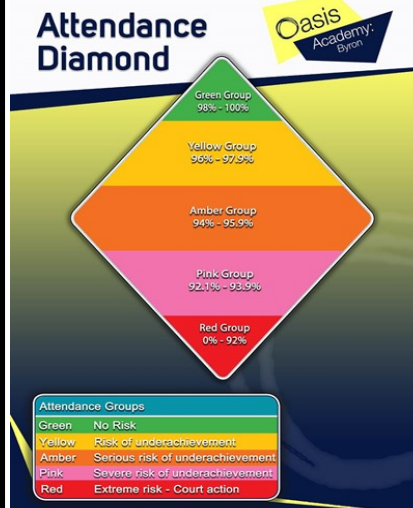 Attendance
Diamond
Oasis
Academy:
Byron
Green Group
98% - 100%
Yellow Group
96% - 97.9%
Amber Group
94% - 95.9%
Pink Group
92.1% - 93.9%
Red Group
0% - 92%
Attendance Groups
Green No Risk
Yellow Risk of underachievement
Amber Serious risk of underachievement
Pink Severe risk of underachievement
Red Extreme risk - Court action